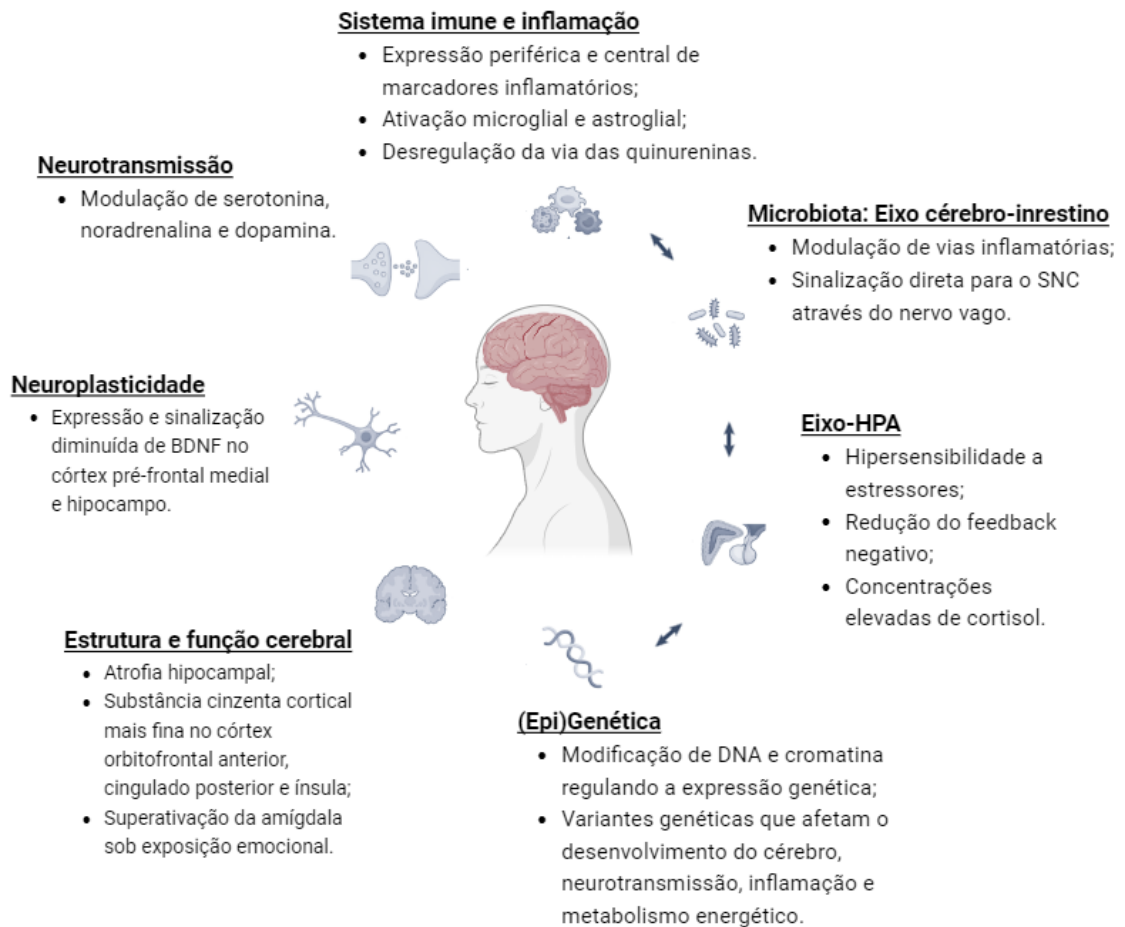 Sistema imune e inflamação
• Expressão periférica e central de
marcadores inflamatórios;
• Ativação microglial e astroglial;
• Desregulação da via das quinureninas.
Neurotransmissão
• Modulação de serotonina,
noradrenalina e dopamina.
Microbiota: Eixo cérebro-inrestino
• Modulação de vias inflamatórias;
• Sinalização direta para o SNC
através do nervo vago.
Neuroplasticidade
• Expressão e sinalização
diminuída de BDNF no
córtex pré-frontal medial
e hipocampo.
Eixo-HPA
• Hipersensibilidade a
estressores;
• Redução do feedback
negativo;
• Concentrações
elevadas de cortisol.
Estrutura e função cerebral
• Atrofia hipocampal;
• Substância cinzenta cortical
mais fina no córtex
orbitofrontal anterior,
cingulado posterior e ínsula;
• Superativação da amígdala
sob exposição emocional.
(Epi)Genética
• Modificação de DNA e cromatina
regulando a expressão genética;
• Variantes genéticas que afetam o
desenvolvimento do cérebro,
neurotransmissão, inflamação e
metabolismo energético.